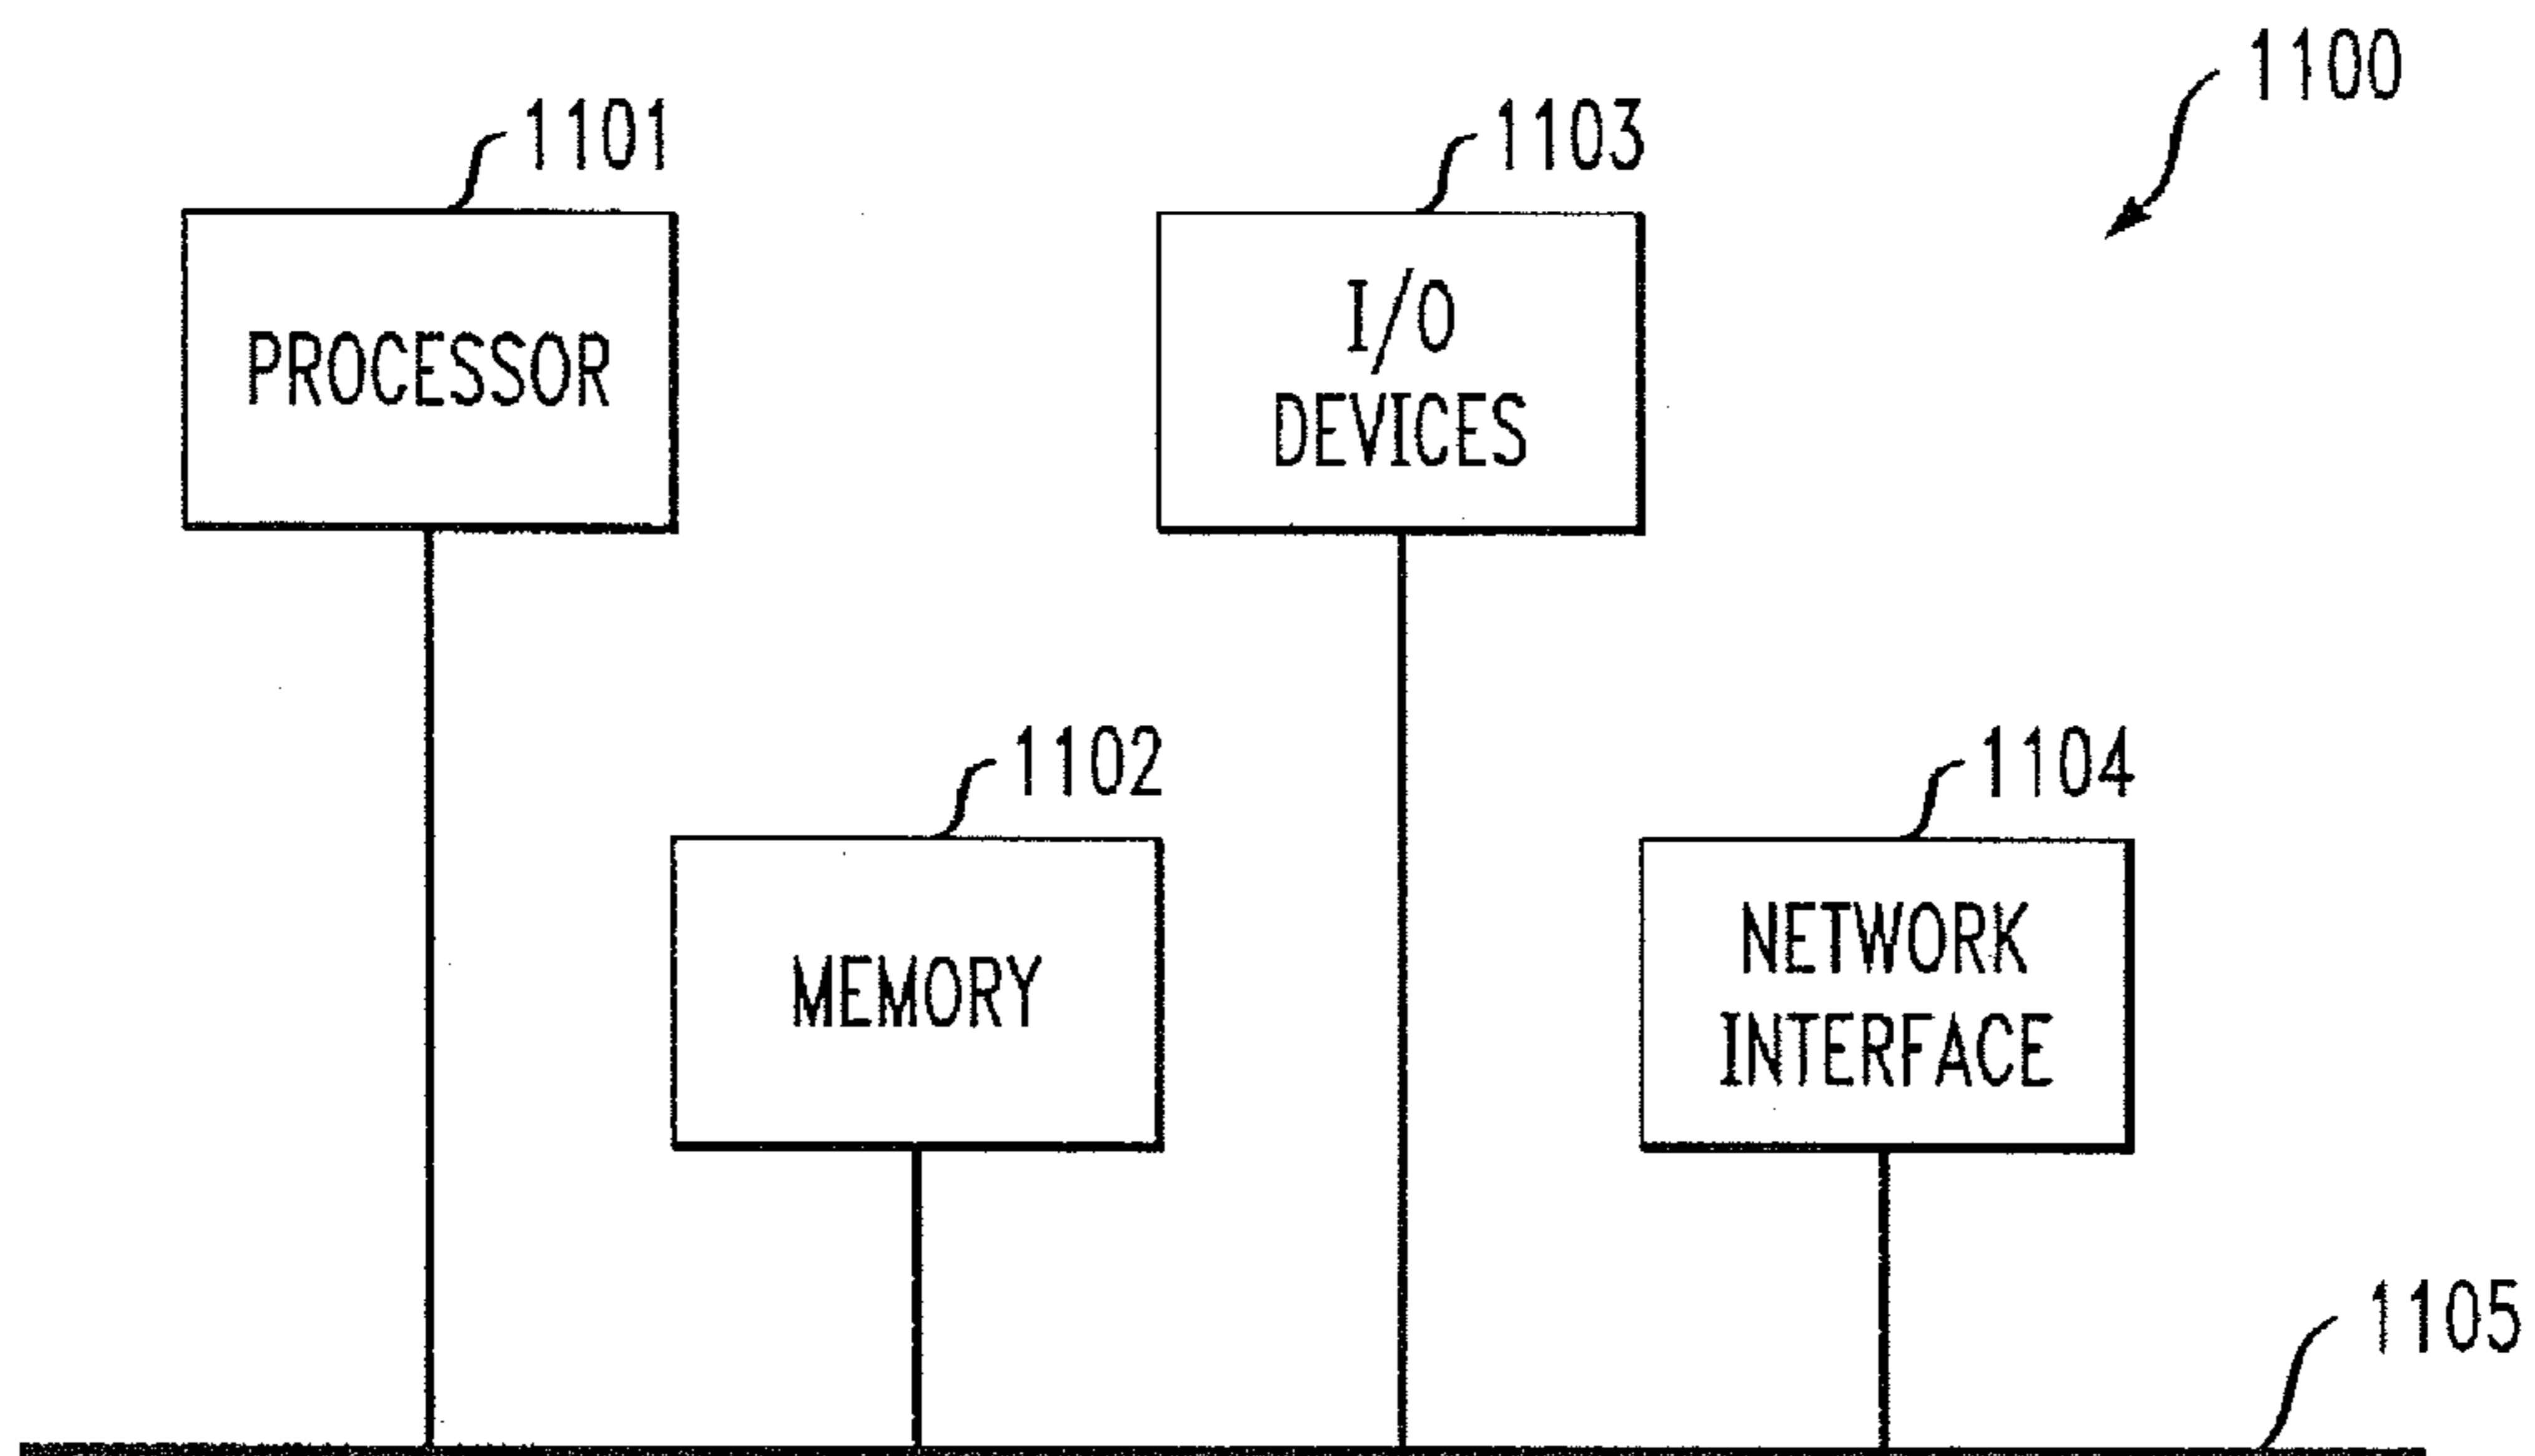 1100
1101
1103
PROCESSOR
I/O
DEVICES
1102
1104
MEMORY
NETWORK
INTERFACE
1105